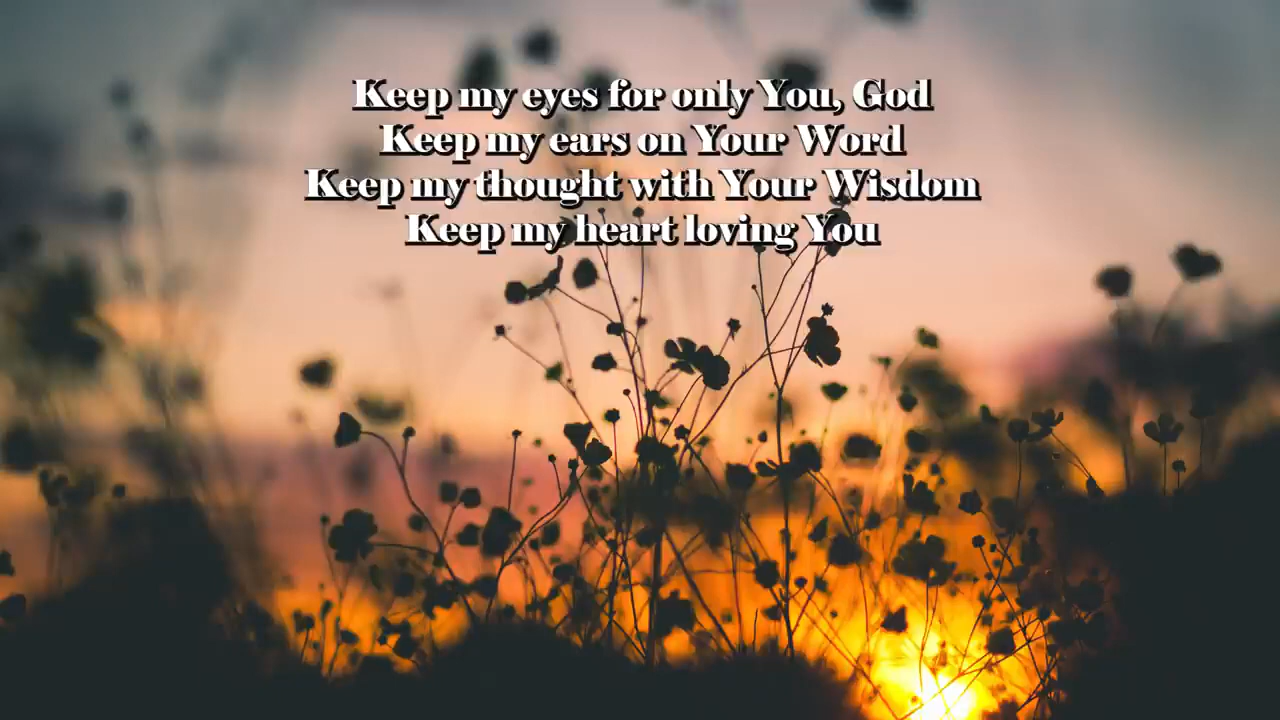 Keep my eyes for only You, God
Keep my ears on Your Word
Keep my thought with Your Wisdom
Keep my heart loving You